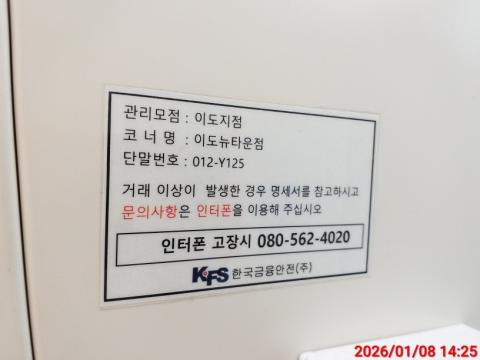 관리모점 : 이도지점
코 너 명 : 이도뉴타운점
단말번호 : 012-Y125
거래 이상이 발생한 경우 명세서를 참고하시고
문의사항은 인터폰을 이용해 주십시오
인터폰 고장시 080-562-4020
KFS 한국금융안전(주)
2026/01/08 14:25